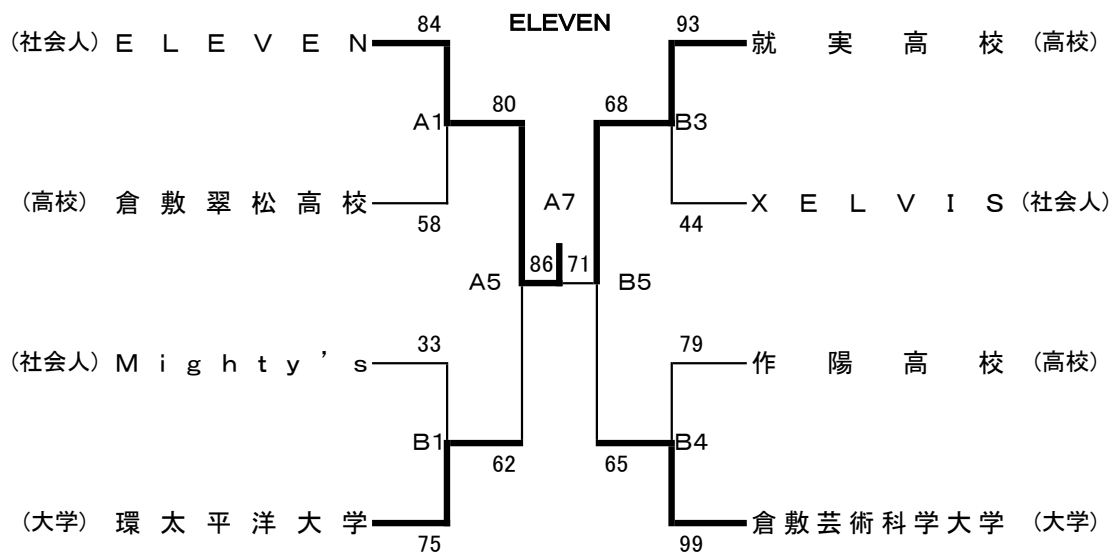 84 ELEVEN 93
(社会人) ＥＬＥＶＥＮ 就実高校 (高校)
80 68
A1 B3
(高校) 倉敷翠松高校 A7 ＸＥＬＶＩＳ (社会人)
58 44
A5 86 71 B5
33 79
(社会人) Ｍｉｇｈｔｙ’ｓ 作陽高校 (高校)
B1 B4
62 65
(大学) 環太平洋大学 倉敷芸術科学大学 (大学)
75 99